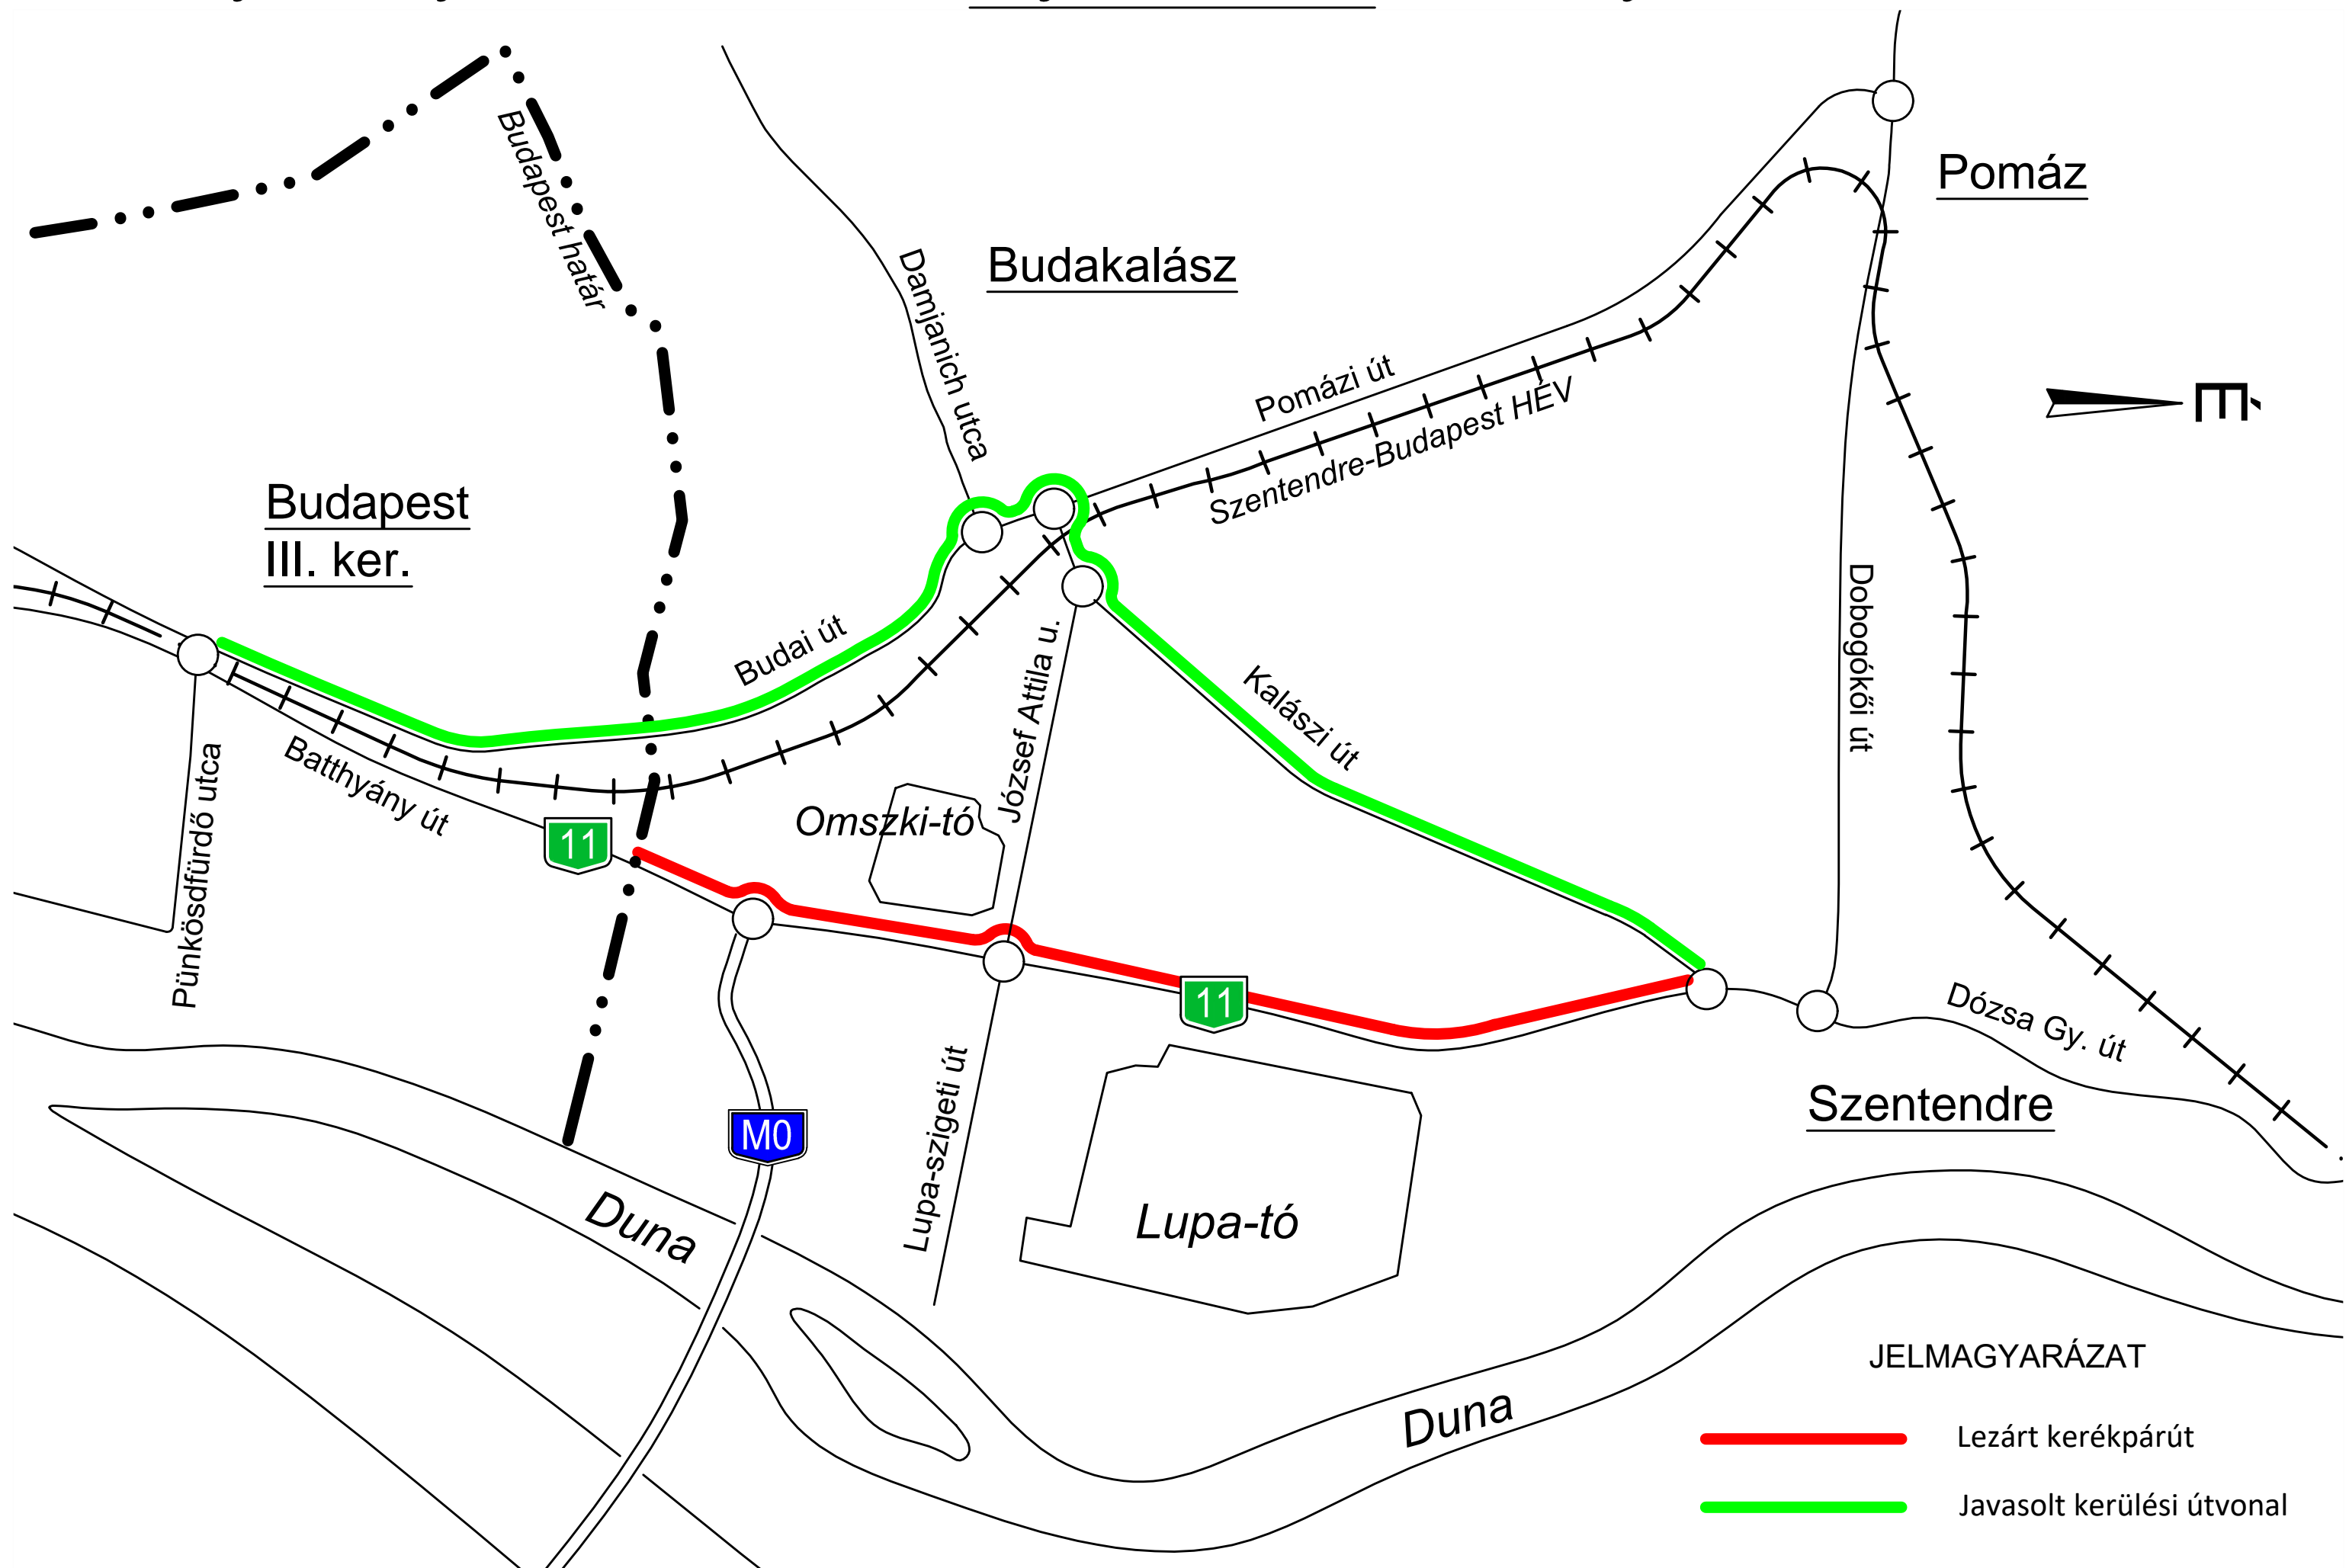 Budapest határ
Pomáz
Budakalász
Damjanich utca
Pomázi út
Szentendre-Budapest HÉV
É
Budapest
III. ker.
Budai út
József Attila u.
Kalászi út
Dobogókői út
Batthyány út
Pünkösdfürdő utca
11
Omszki-tó
11
Dózsa Gy. út
Szentendre
Lupa-szigeti út
M0
Duna
Lupa-tó
Duna
JELMAGYARÁZAT
Lezárt kerékpárút
Javasolt kerülési útvonal